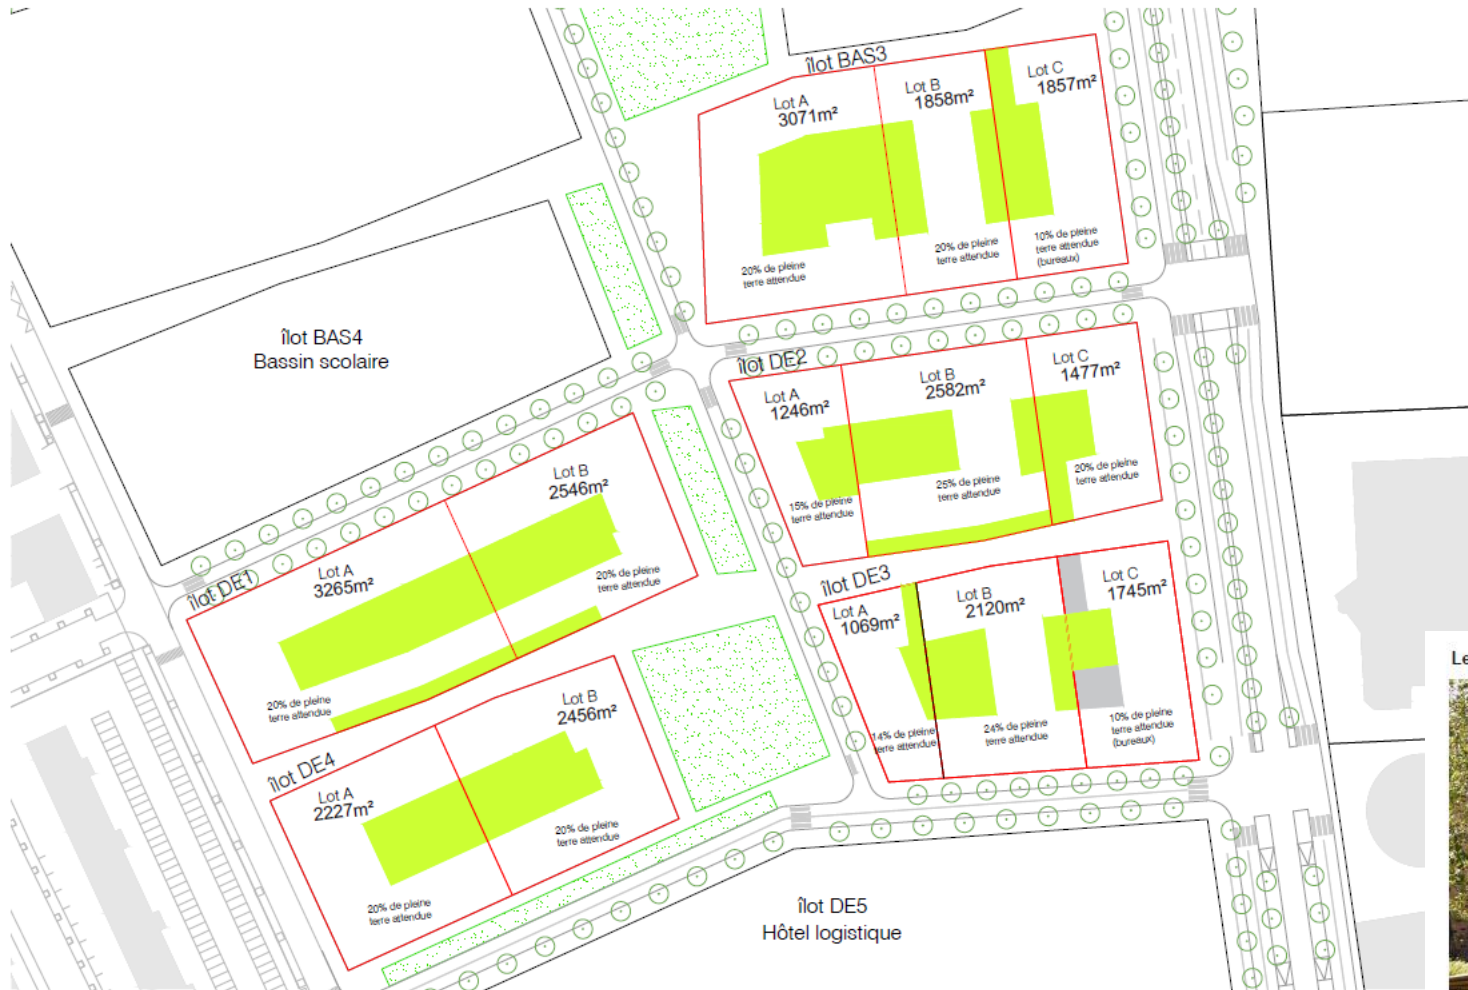 îlot BAS3
Lot A
3071m²
Lot B
1858m²
Lot C
1857m²
20% de pleine
terre attendue
20% de pleine
terre attendue
10% de pleine
terre attendue
(bureaux)
îlot BAS4
Bassin scolaire
îlot DE2
Lot A
1246m²
Lot B
2582m²
Lot C
1477m²
15% de pleine
terre attendue
25% de pleine
terre attendue
20% de pleine
terre attendue
îlot DE1
Lot A
3265m²
Lot B
2546m²
20% de pleine
terre attendue
20% de pleine
terre attendue
îlot DE3
Lot A
1069m²
Lot B
2120m²
Lot C
1745m²
14% de pleine
terre attendue
24% de pleine
terre attendue
10% de pleine
terre attendue
(bureaux)
Le
îlot DE4
Lot A
2227m²
Lot B
2456m²
20% de pleine
terre attendue
20% de pleine
terre attendue
îlot DE5
Hôtel logistique